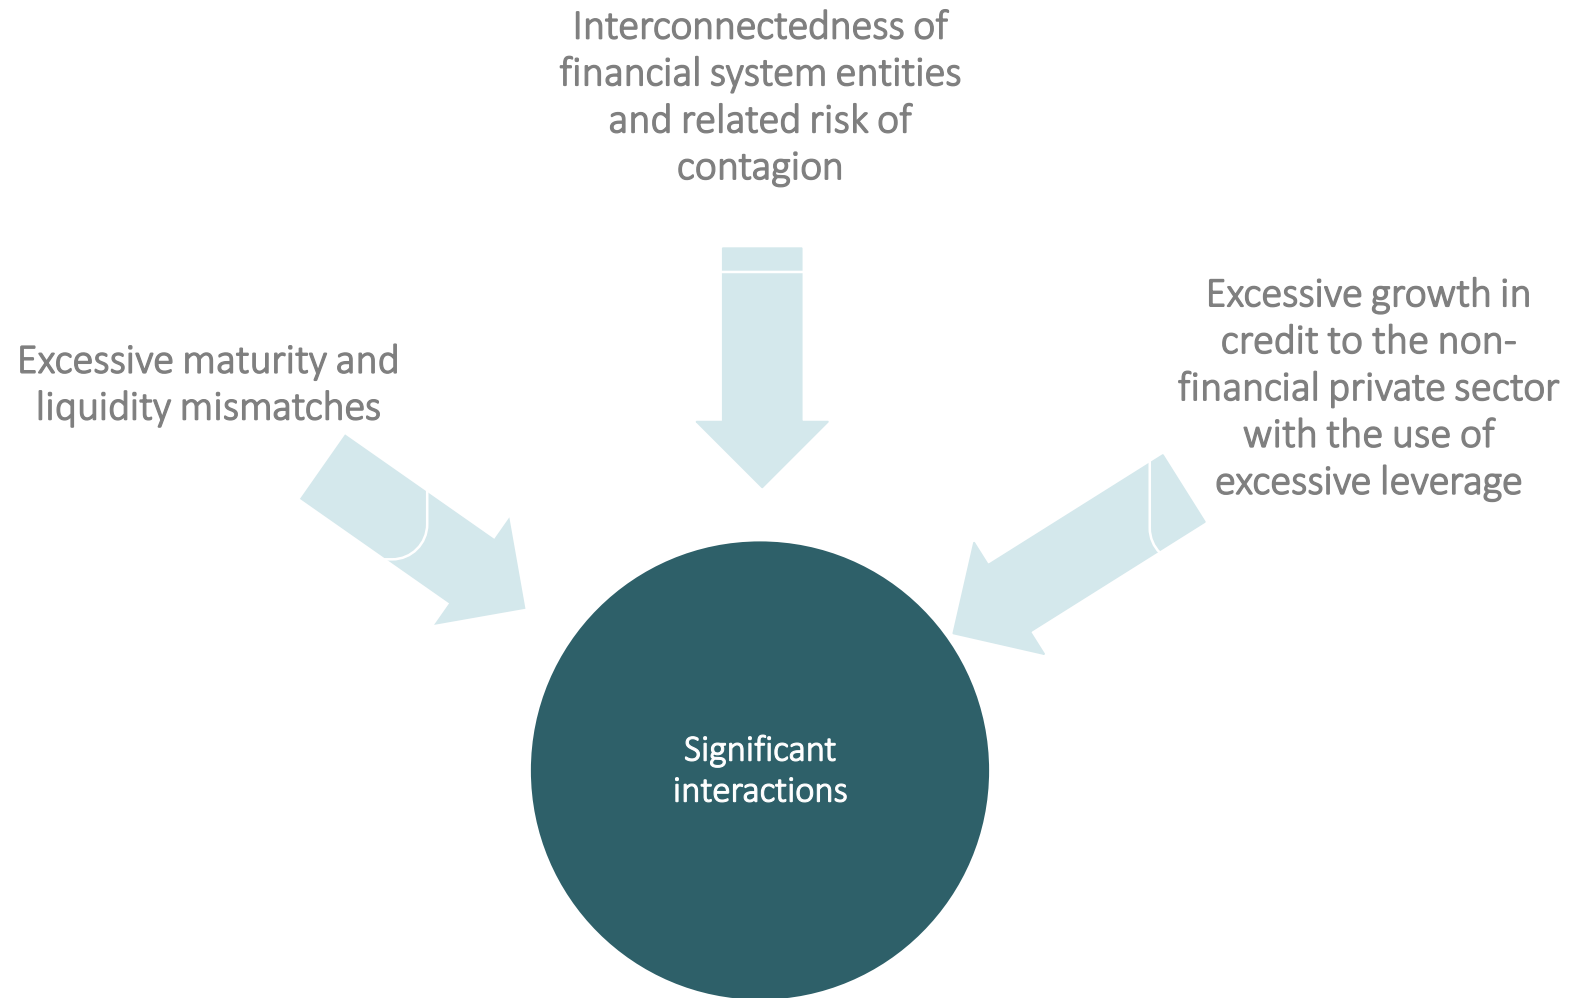 Interconnectedness of
financial system entities
and related risk of
contagion
Excessive maturity and
liquidity mismatches
Excessive growth in
credit to the non-
financial private sector
with the use of
excessive leverage
Significant
interactions